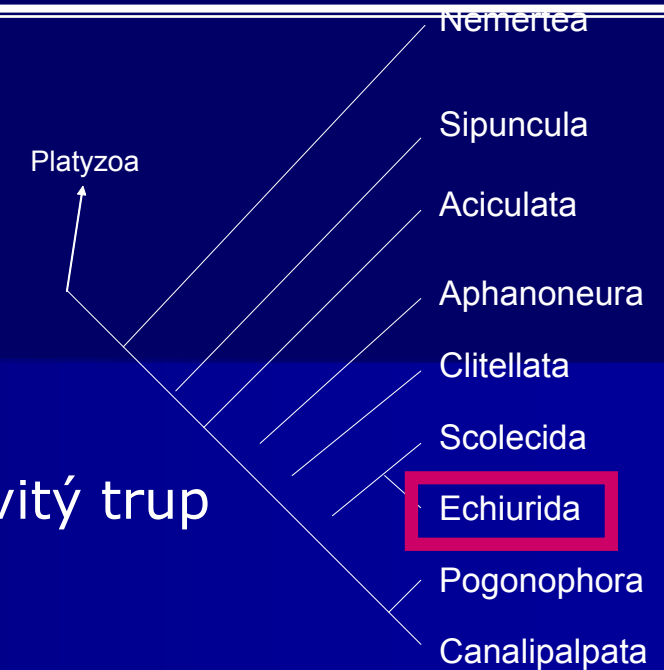 Nemertea
Sipuncula
Platyzoa
Aciculata
Aphanoneura
Clitellata
Scolecida
vitý trup
Echiurida
Pogonophora
Canalipalpata